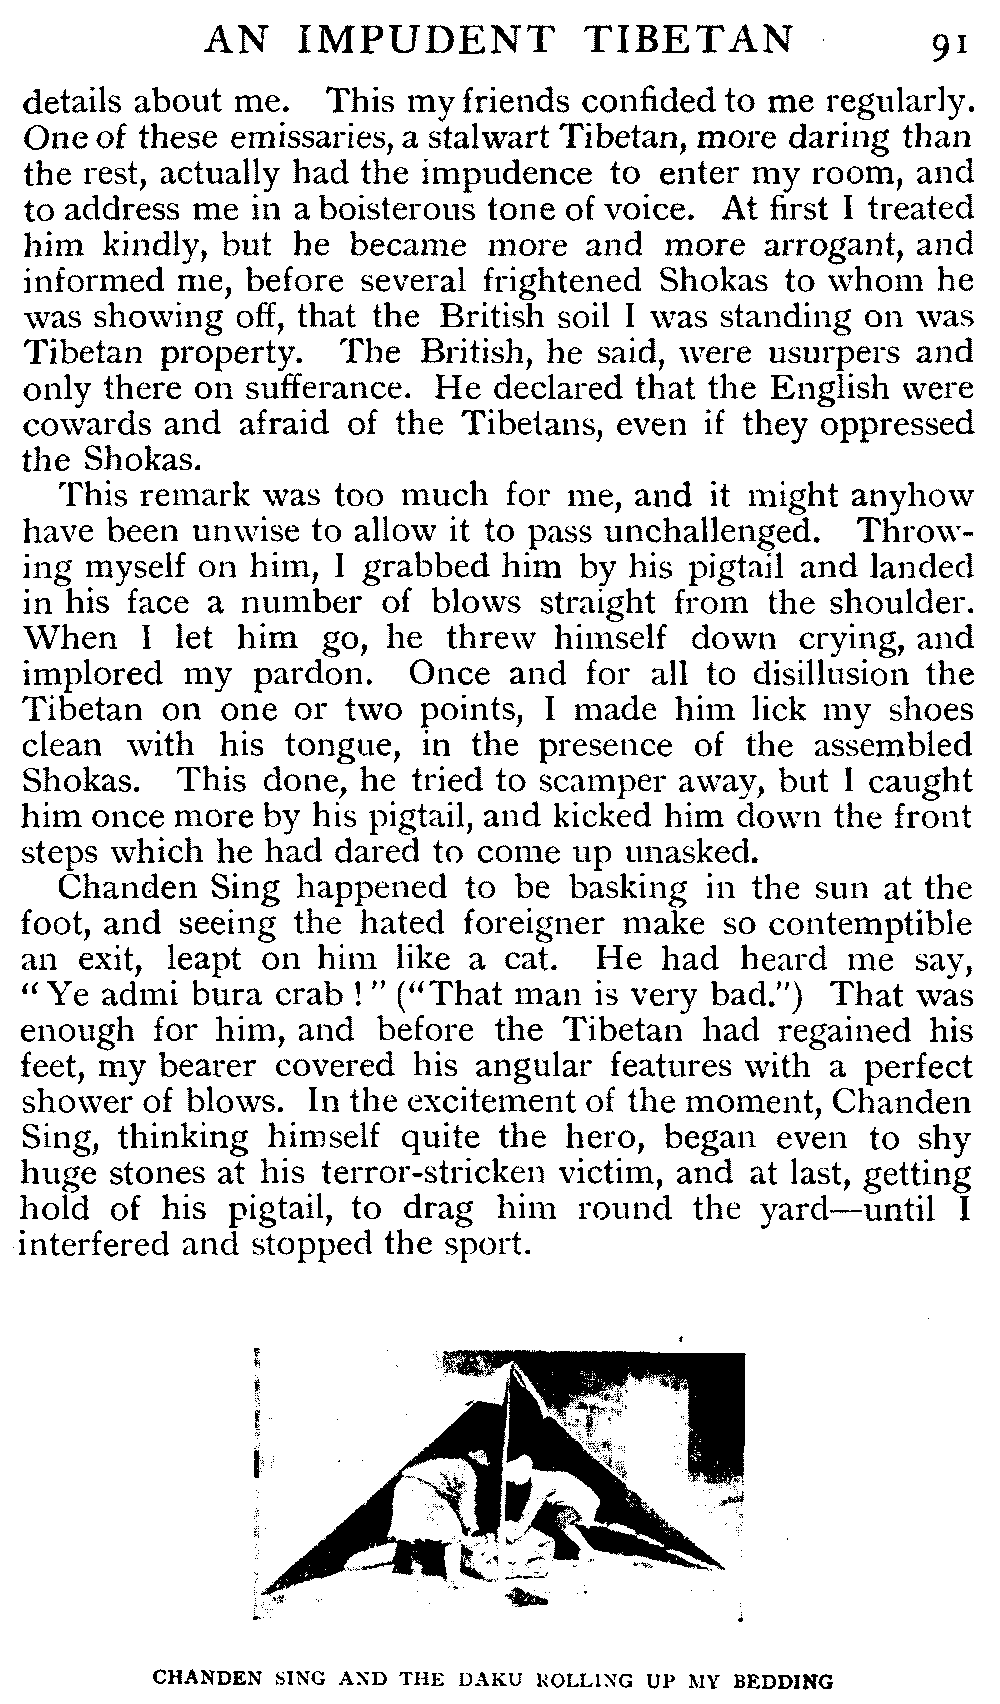 AN IMPUDENT TIBETAN 91
details about me. This my friends confided to me regularly.
One of these emissaries, a stalwart Tibetan, more daring than
the rest, actually had the impudence to enter my room, and
to address me in a boisterous tone of voice. At first I treated
him kindly, but he became more and more arrogant, and
informed me, before several frightened Shokas to whom he
was showing off, that the British soil I was standing on was
Tibetan property. The British, he said, were usurpers and
only there on sufferance. He declared that the English were
cowards and afraid of the Tibetans, even if they oppressed
the Shokas.
This remark was too much for me, and it might anyhow
have been unwise to allow it to pass unchallenged. Throw-
ing myself on him, I grabbed him by his pigtail and landed
in his face a number of blows straight from the shoulder.
When I let him go, he threw himself down crying, and
implored my pardon. Once and for all to disillusion the
Tibetan on one or two points, I made him lick my shoes
clean with his tongue, in the presence of the assembled
Shokas. This done, he tried to scamper away, but I caught
him once more by his pigtail, and kicked him down the front
steps which he had dared to come up unasked.
Chanden Sing happened to be basking in the sun at the
foot, and seeing the hated foreigner make so contemptible
an exit, leapt on him like a cat. He had heard me say,
“Ye admi bura crab!” (“That man is very bad.”) That was
enough for him, and before the Tibetan had regained his
feet, my bearer covered his angular features with a perfect
shower of blows. In the excitement of the moment, Chanden
Sing, thinking himself quite the hero, began even to shy
huge stones at his terror-stricken victim, and at last, getting
hold of his pigtail, to drag him round the yard—until I
interfered and stopped the sport.
CHANDEN SING AND THE DAKU ROLLING UP MY BEDDING